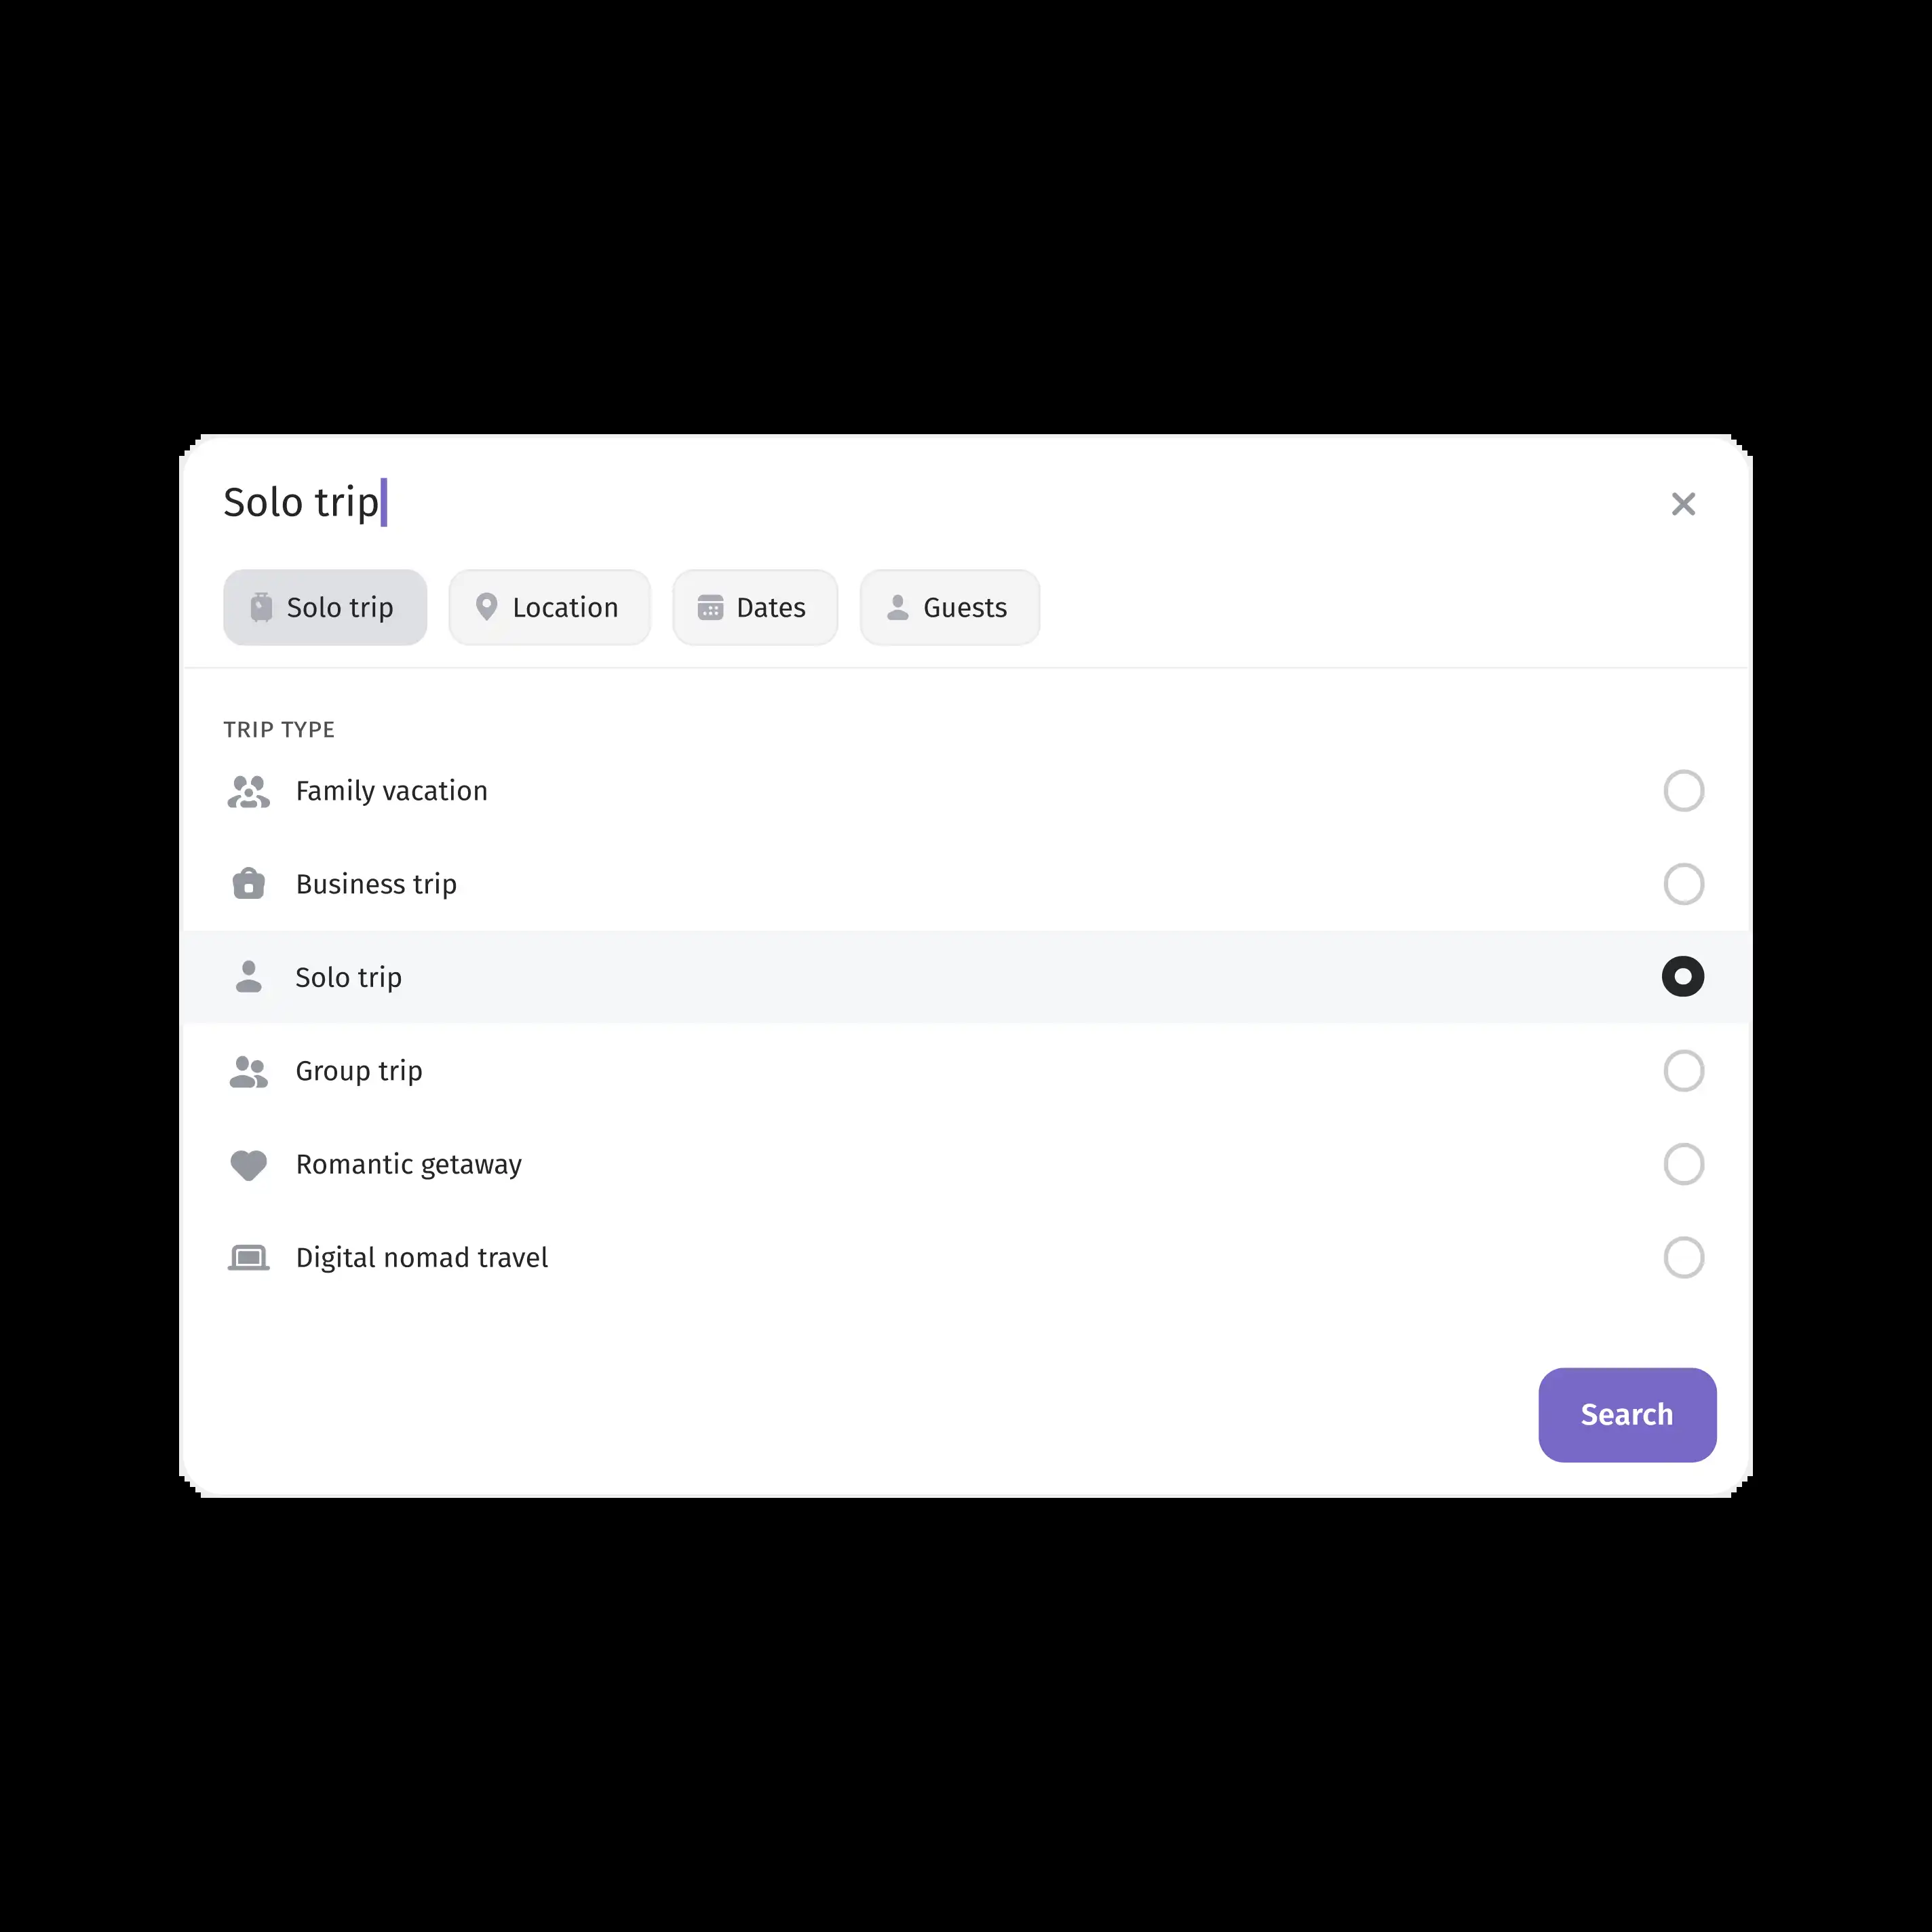 Solo trip
Solo trip Location Dates Guests
TRIP TYPE
Family vacation
Business trip
Solo trip
Group trip
Romantic getaway
Digital nomad travel
Search